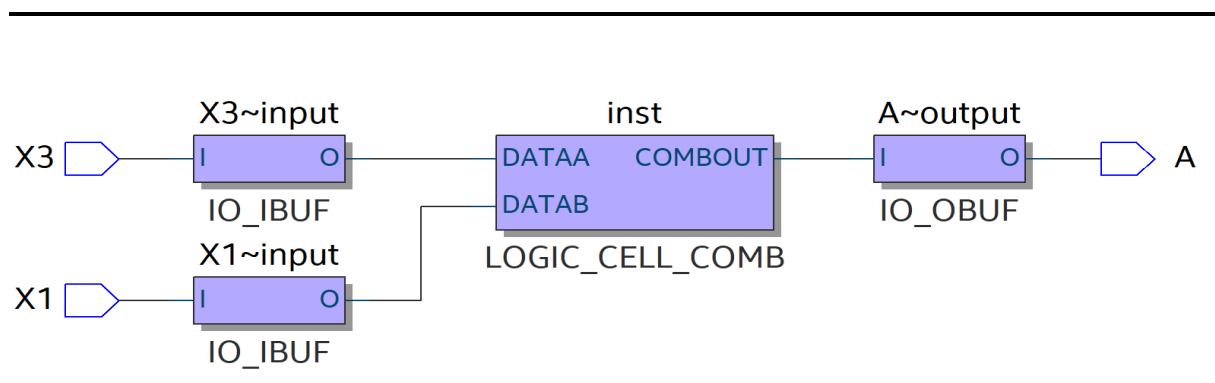 X3~input
inst
A~output
X3
I
O
DATAA
COMBOUT
I
O
A
DATAB
IO_IBUF
IO_OBUF
X1~input
LOGIC_CELL_COMB
X1
I
O
IO_IBUF